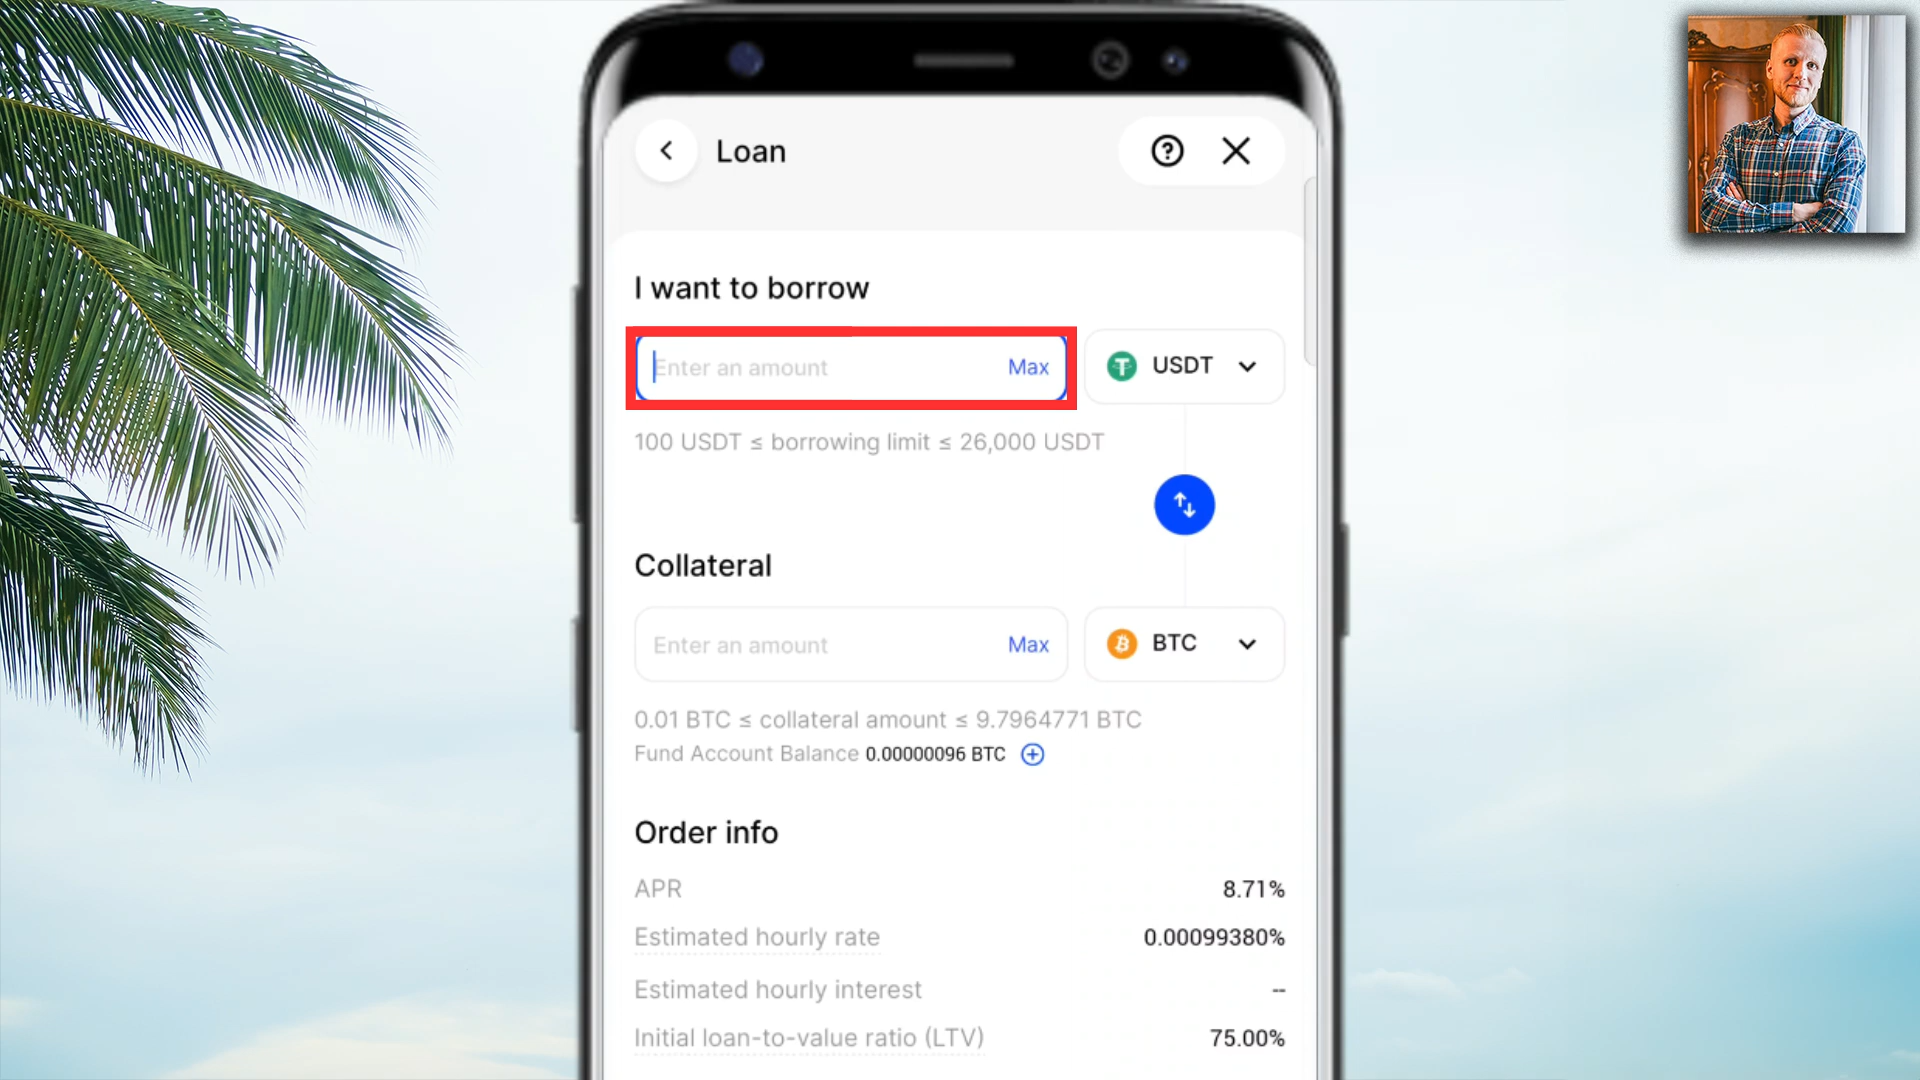 Loan
I want to borrow
Enter an amount Max USDT
100 USDT ≤ borrowing limit ≤ 26,000 USDT
Collateral
Enter an amount Max BTC
0.01 BTC ≤ collateral amount ≤ 9.7964771 BTC
Fund Account Balance 0.00000096 BTC
Order info
APR 8.71%
Estimated hourly rate 0.00099380%
Estimated hourly interest --
Initial loan-to-value ratio (LTV) 75.00%